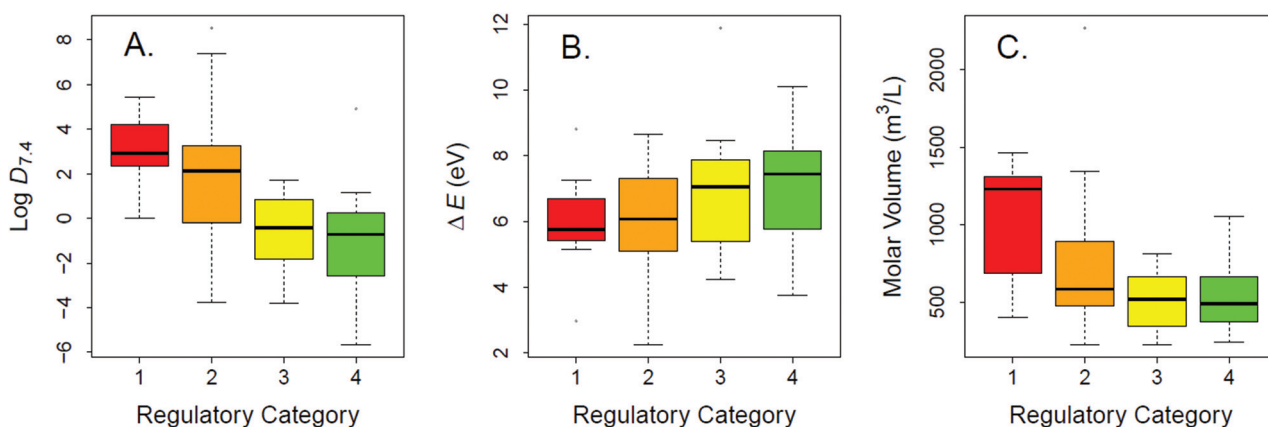 A.
Log D7.4
8
6
4
2
0
−2
−4
−6
1 2 3 4
Regulatory Category
B.
Δ E (eV)
12
10
8
6
4
2
1 2 3 4
Regulatory Category
C.
Molar Volume (m³/L)
2000
1500
1000
500
1 2 3 4
Regulatory Category